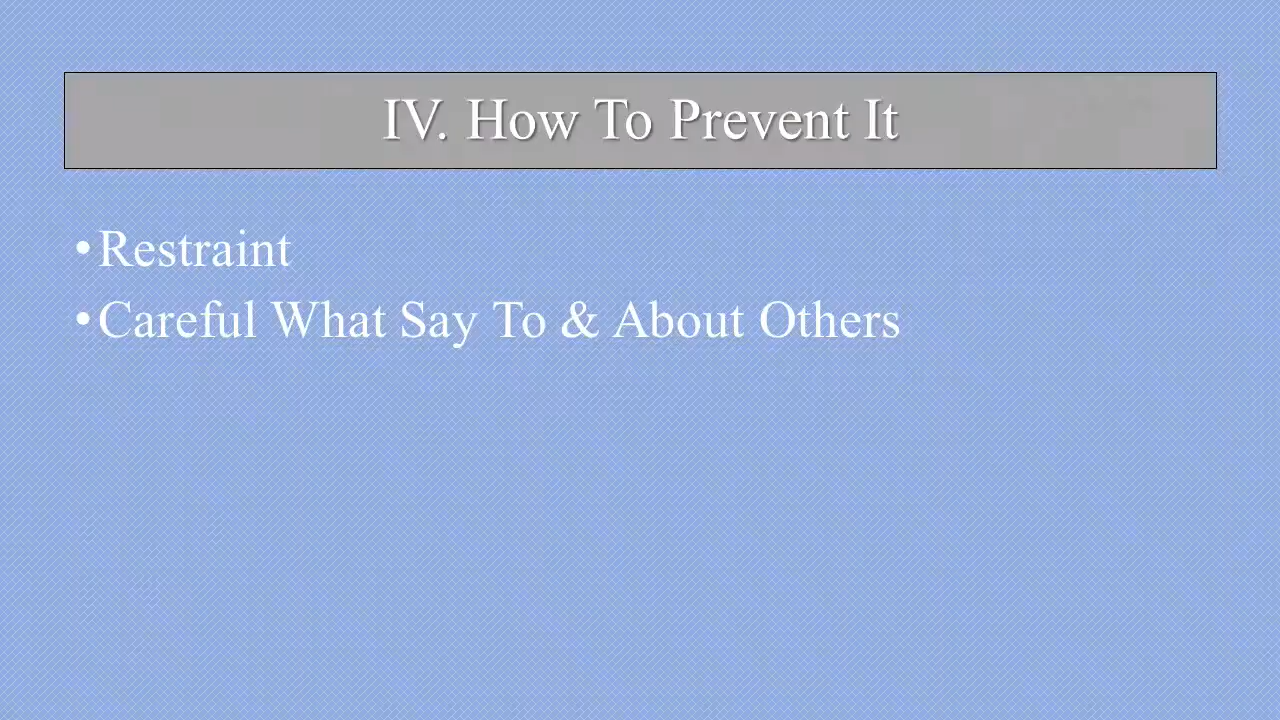 IV. How To Prevent It
•Restraint
•Careful What Say To & About Others